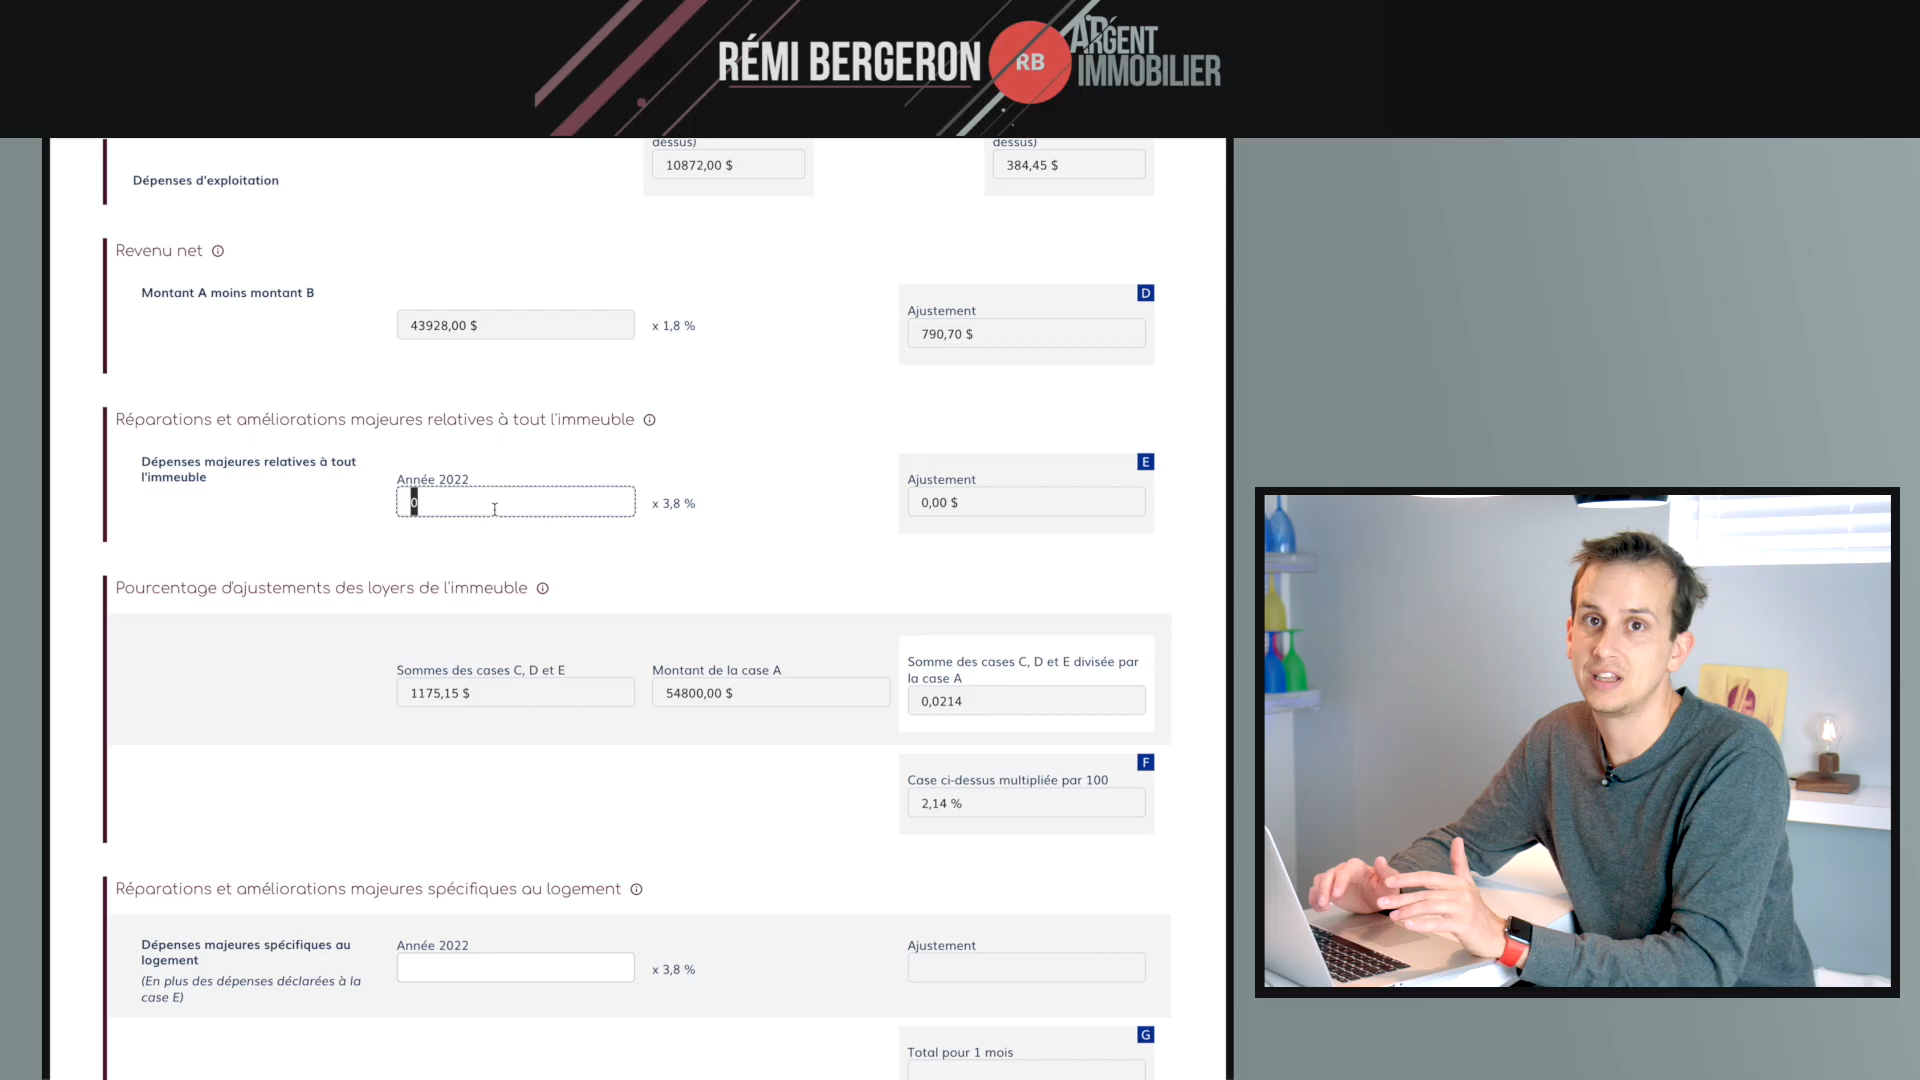 RÉMI BERGERON
RB
ARGENT
IMMOBILIER
dessus)
dessus)
Dépenses d'exploitation
10872,00 $
384,45 $
Revenu net
Montant A moins montant B
43928,00 $
x 1,8 %
D
Ajustement
790,70 $
Réparations et améliorations majeures relatives à tout l'immeuble
Dépenses majeures relatives à tout
l'immeuble
Année 2022
0
x 3,8 %
E
Ajustement
0,00 $
Pourcentage d'ajustements des loyers de l'immeuble
Sommes des cases C, D et E
1175,15 $
Montant de la case A
54800,00 $
Somme des cases C, D et E divisée par
la case A
0,0214
F
Case ci-dessus multipliée par 100
2,14 %
Réparations et améliorations majeures spécifiques au logement
Dépenses majeures spécifiques au
logement
(En plus des dépenses déclarées à la
case E)
Année 2022
x 3,8 %
Ajustement
G
Total pour 1 mois